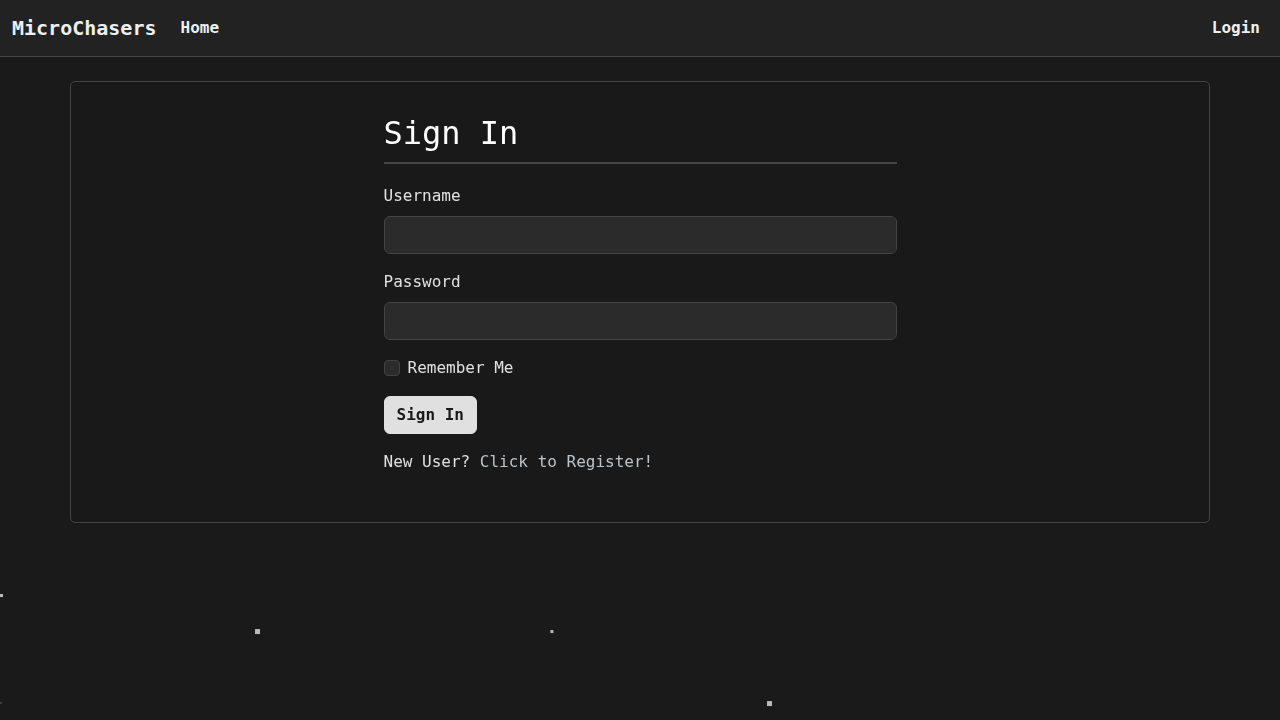 MicroChasers Home Login
Sign In
Username
Password
Remember Me
Sign In
New User? Click to Register!